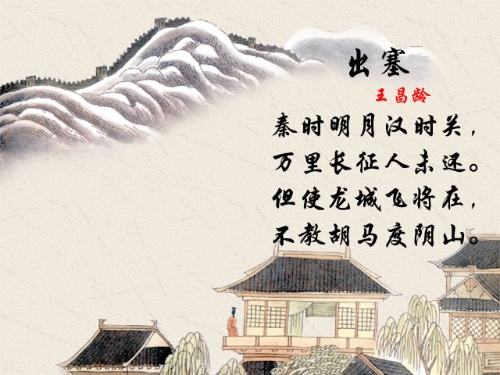 出塞
王昌龄
秦时明月汉时关，
万里长征人未还。
但使龙城飞将在，
不教胡马度阴山。